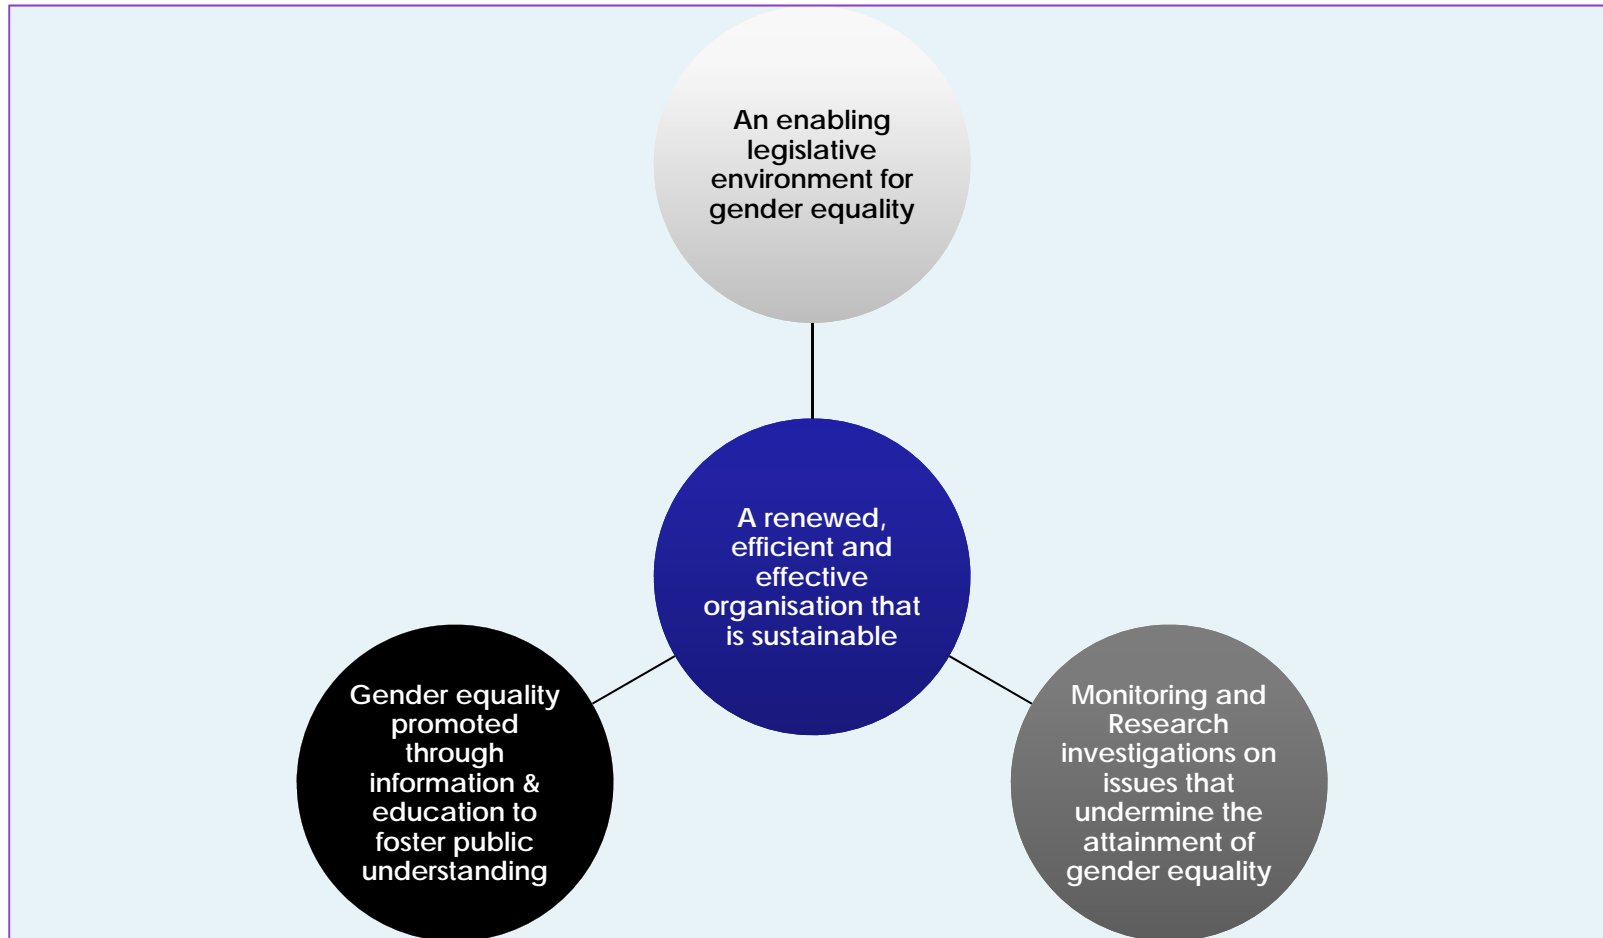 An enabling
legislative
environment for
gender equality
A renewed,
efficient and
effective
organisation that
is sustainable
Gender equality
promoted
through
information &
education to
foster public
understanding
Monitoring and
Research
investigations on
issues that
undermine the
attainment of
gender equality